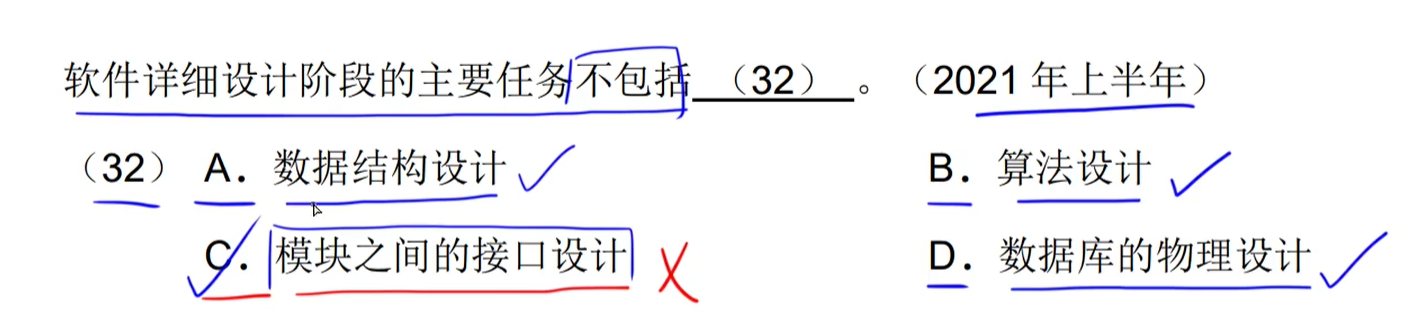 软件详细设计阶段的主要任务不包括（32）。（2021 年上半年）
（32） A．数据结构设计 B．算法设计
C．模块之间的接口设计 D．数据库的物理设计